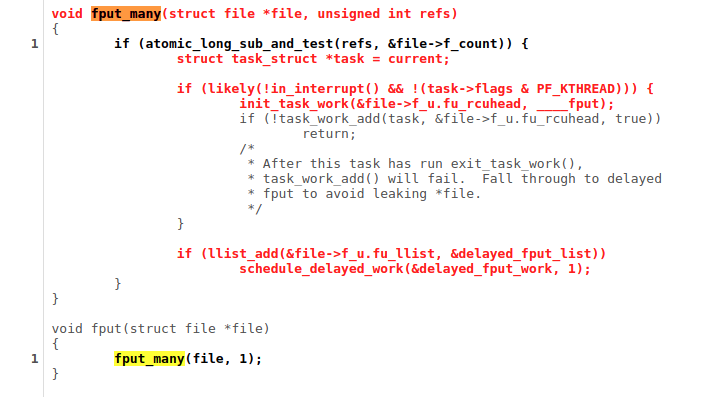 void fput_many(struct file *file, unsigned int refs)
{
1 if (atomic_long_sub_and_test(refs, &file->f_count)) {
struct task_struct *task = current;
if (likely(!in_interrupt() && !(task->flags & PF_KTHREAD))) {
init_task_work(&file->f_u.fu_rcuhead, ____fput);
if (!task_work_add(task, &file->f_u.fu_rcuhead, true))
return;
/*
* After this task has run exit_task_work(),
* task_work_add() will fail.  Fall through to delayed
* fput to avoid leaking *file.
*/
}
if (llist_add(&file->f_u.fu_llist, &delayed_fput_list))
schedule_delayed_work(&delayed_fput_work, 1);
}
}
void fput(struct file *file)
{
1 fput_many(file, 1);
}